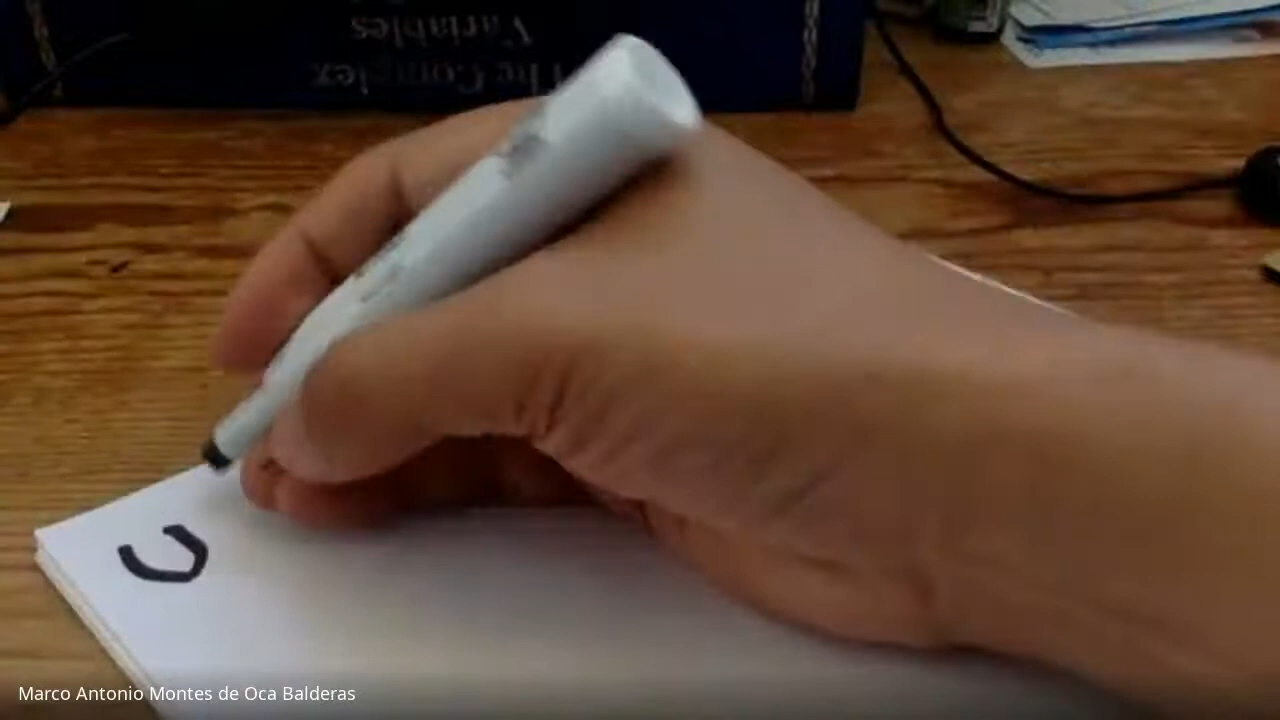 The Complex
Variables
Marco Antonio Montes de Oca Balderas